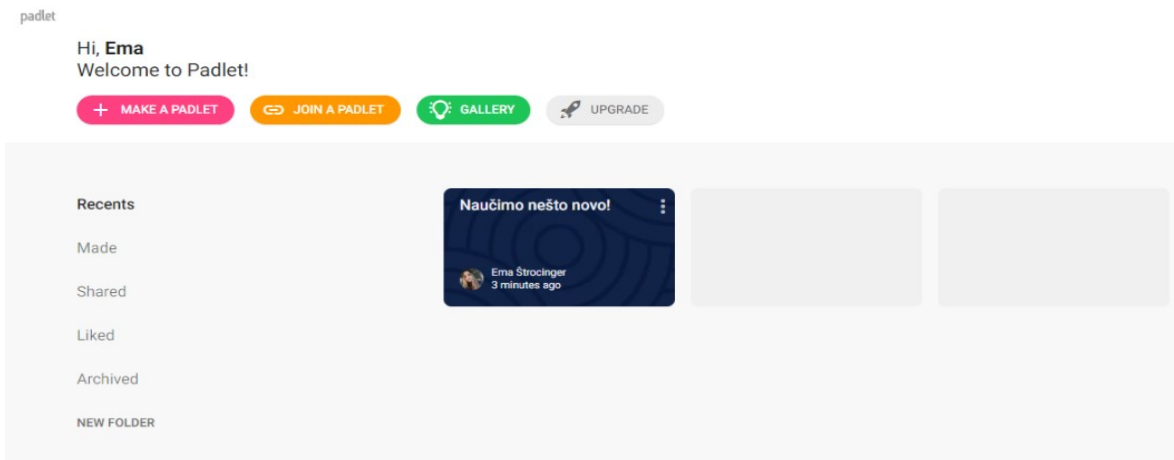 padlet
Hi, Ema
Welcome to Padlet!
MAKE A PADLET
JOIN A PADLET
GALLERY
UPGRADE
Recents
Made
Shared
Liked
Archived
NEW FOLDER
Naučimo nešto novo!
Ema Štrocinger
3 minutes ago